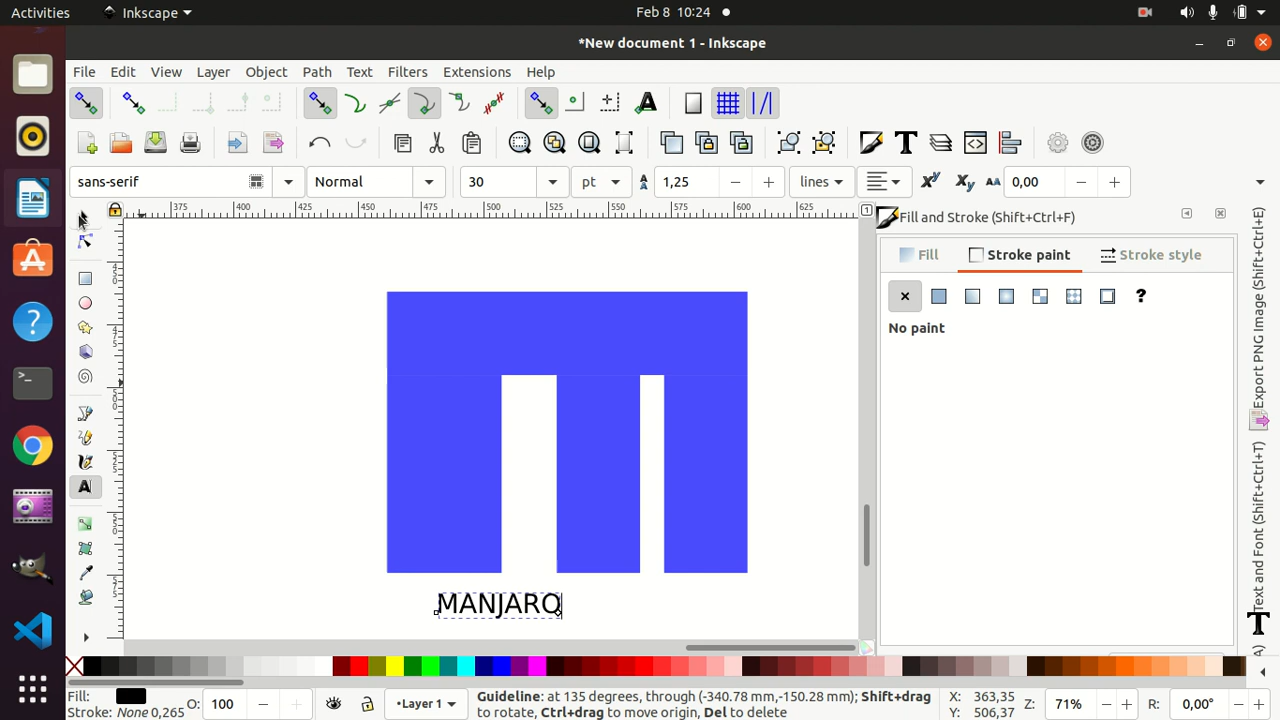 Activities
Inkscape
Feb 8 10:24
*New document 1 - Inkscape
File Edit View Layer Object Path Text Filters Extensions Help
sans-serif
Normal
30
pt
1,25
lines
0,00
375 400 425 450 475 500 525 550 575 600 625
Fill and Stroke (Shift+Ctrl+F)
Fill
Stroke paint
Stroke style
No paint
Export PNG Image (Shift+Ctrl+E)
Text and Font (Shift+Ctrl+T)
MANJARO
Fill:
Stroke: None 0,265
O: 100
•Layer 1
Guideline: at 135 degrees, through (-340.78 mm,-150.28 mm); Shift+drag
to rotate, Ctrl+drag to move origin, Del to delete
X: 363,35
Y: 506,37
Z: 71%
R: 0,00°